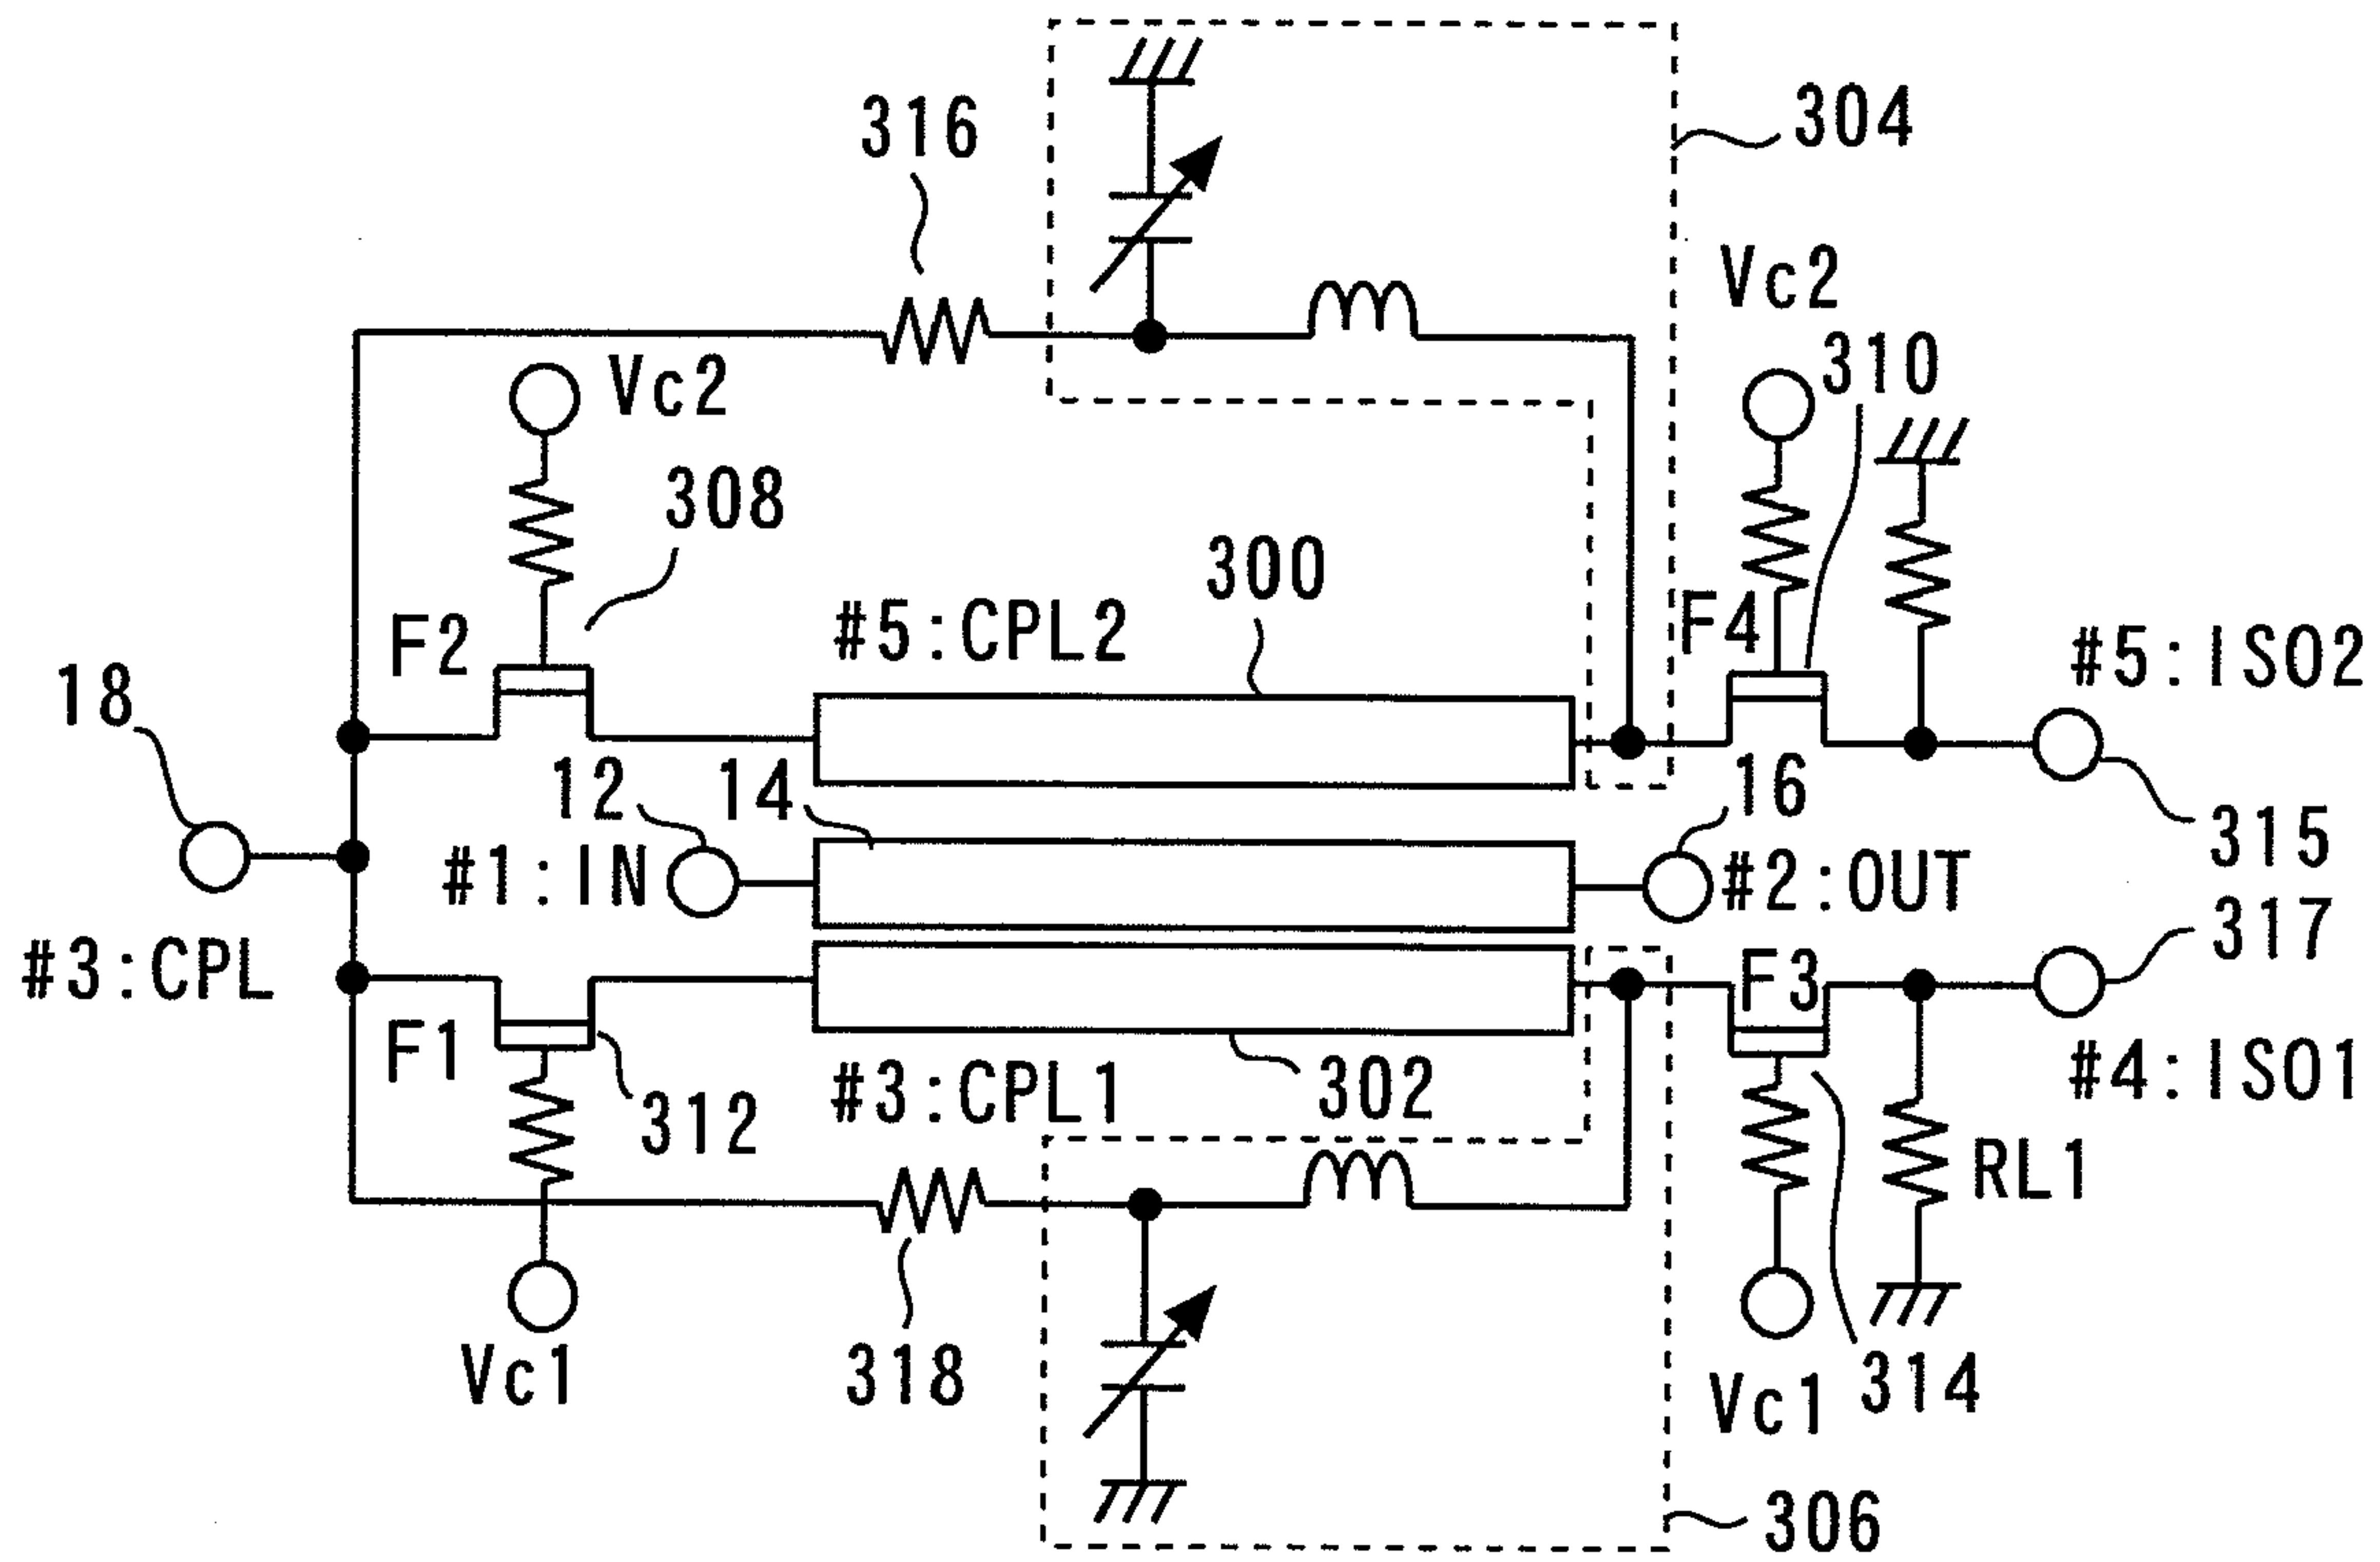 304
316
Vc2
310
Vc2
308
300
F2
#5:CPL2
F4
#5:ISO2
18
12
14
16
315
#1:IN
#2:OUT
317
#3:CPL
F3
F1
302
#4:ISO1
#3:CPL1
312
RL1
318
Vc1
314
Vc1
306